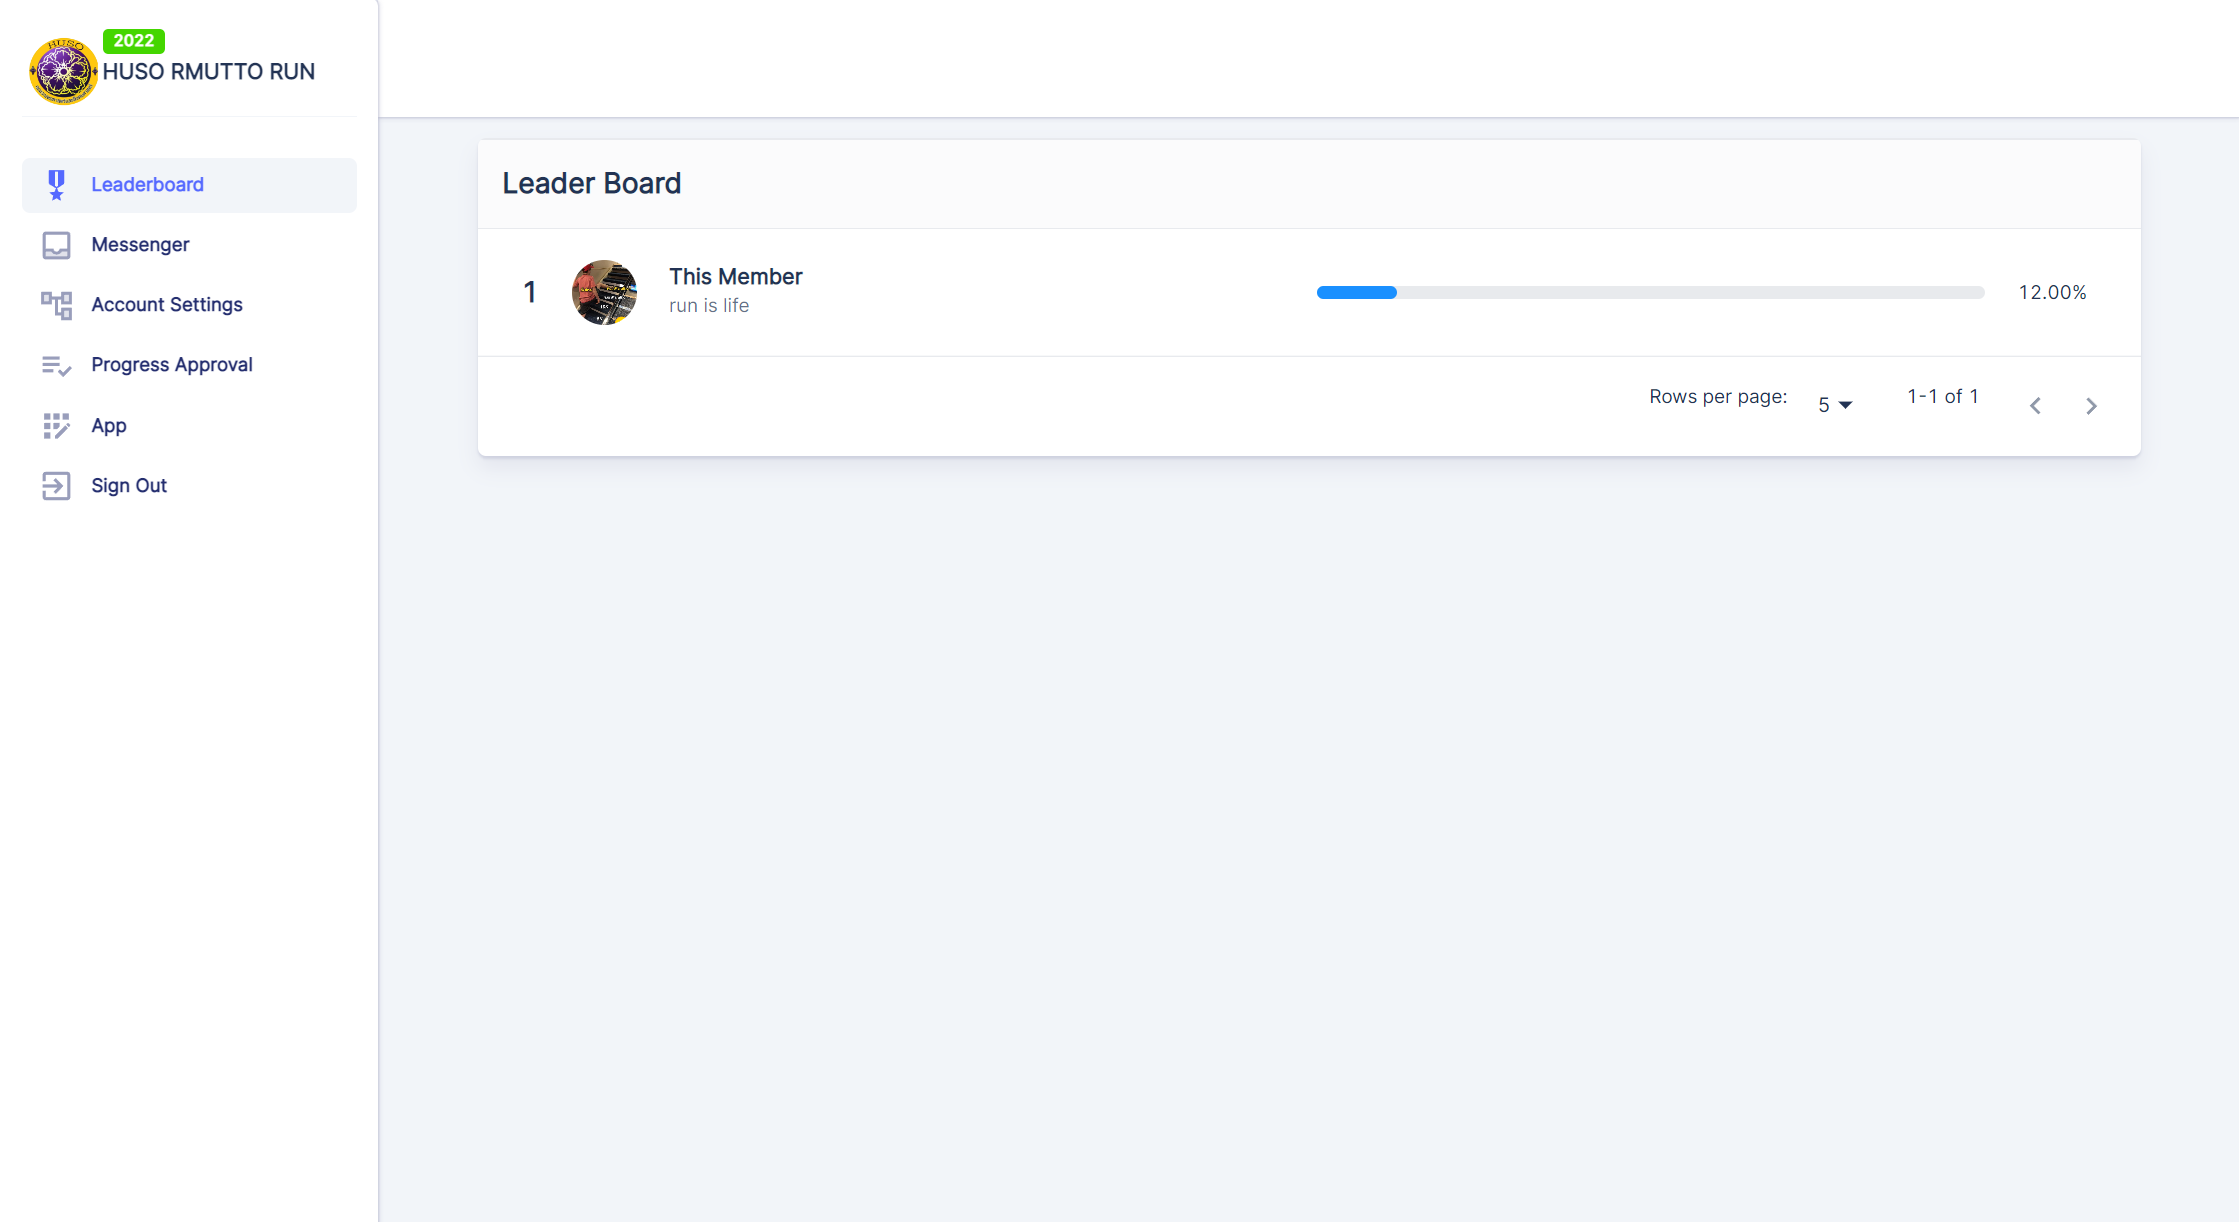 2022
HUSO RMUTTO RUN
HUSO
Leaderboard
Messenger
Account Settings
Progress Approval
App
Sign Out
Leader Board
1
This Member
run is life
12.00%
Rows per page:
5
1-1 of 1